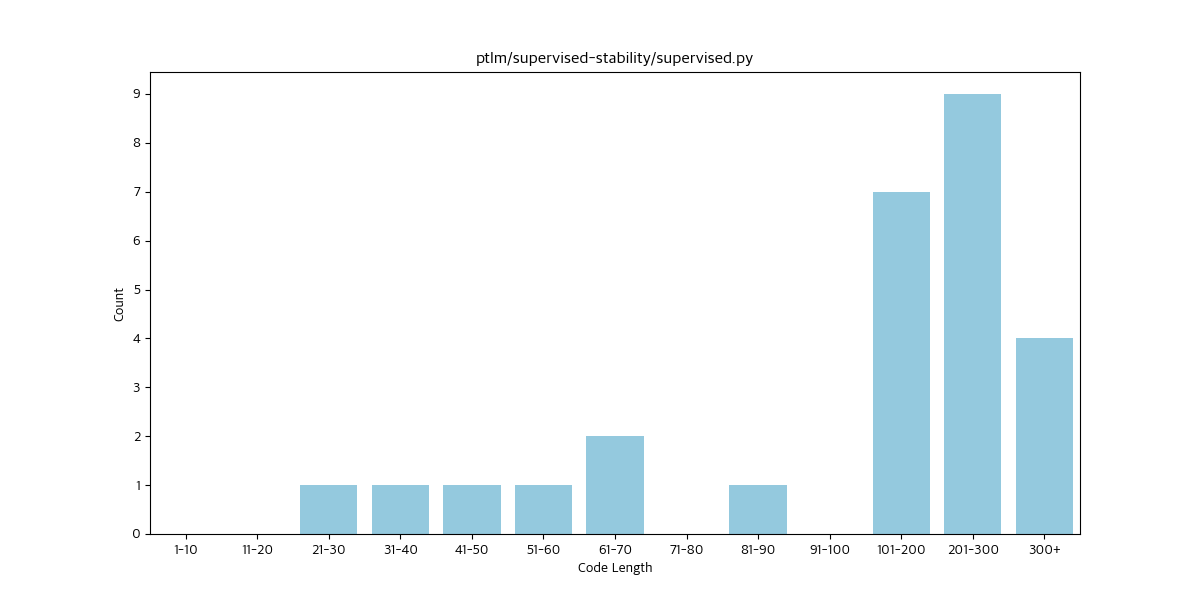 ptlm/supervised-stability/supervised.py
Count
9
8
7
6
5
4
3
2
1
0
1-10 11-20 21-30 31-40 41-50 51-60 61-70 71-80 81-90 91-100 101-200 201-300 300+
Code Length